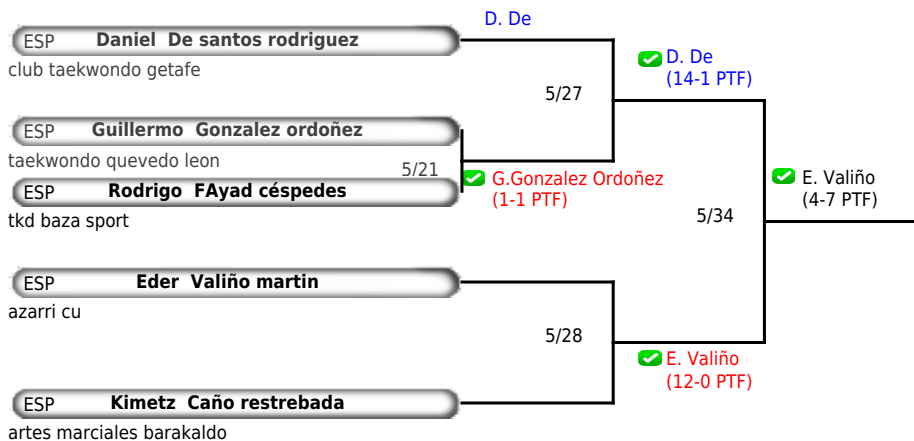 D. De
ESP Daniel De santos rodriguez
club taekwondo getafe
D. De
(14-1 PTF)
5/27
ESP Guillermo Gonzalez ordoñez
taekwondo quevedo leon
5/21
G.Gonzalez Ordoñez
(1-1 PTF)
ESP Rodrigo FAyad céspedes
tkd baza sport
E. Valiño
(4-7 PTF)
5/34
ESP Eder Valiño martin
azarri cu
5/28
E. Valiño
(12-0 PTF)
ESP Kimetz Caño restrebada
artes marciales barakaldo